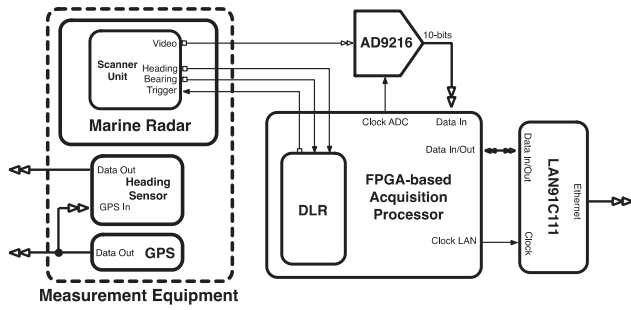 Video
Scanner
Unit
Heading
Bearing
Trigger
Marine Radar
Data Out
Heading
Sensor
GPS In
Data Out
GPS
Measurement Equipment
AD9216
10-bits
Clock ADC
Data In
Data In/Out
FPGA-based
Acquisition
Processor
DLR
Clock LAN
Data In/Out
Clock
LAN91C111
Ethernet